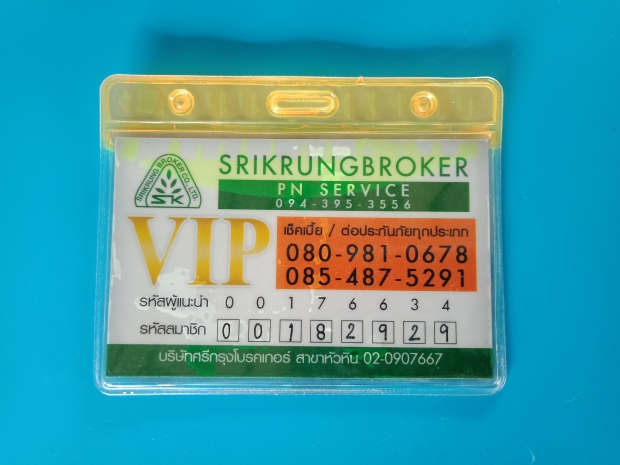 SRIKRUNG BROKER CO.,LTD.
SK
SRIKRUNGBROKER
PN SERVICE
094-395-3556
VIP
เช็คเบี้ย / ต่อประกันภัยทุกประเภท
080-981-0678
085-487-5291
รหัสผู้แนะนำ 0 0 1 7 6 6 3 4
รหัสสมาชิก 0 0 1 8 2 9 2 9
บริษัทศรีกรุงโบรคเกอร์ สาขาหัวหิน 02-0907667